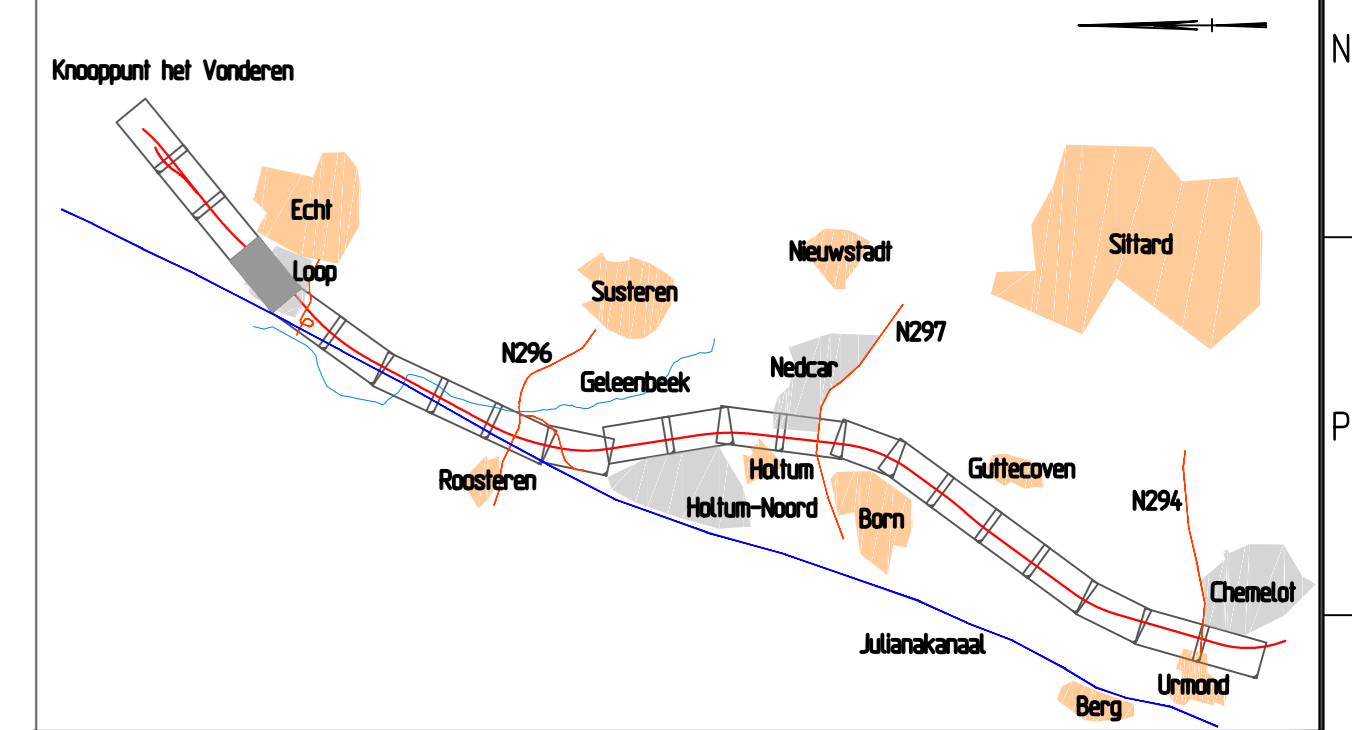 N
Knooppunt het Vonderen
Echt
Sittard
Nieuwstadt
Loop
Susteren
N297
N296
Nedcar
Geleenbeek
P
Holtum
Guttecoven
Roosteren
N294
Holtum-Noord
Born
Chemelot
Julianakanaal
Urmond
Berg